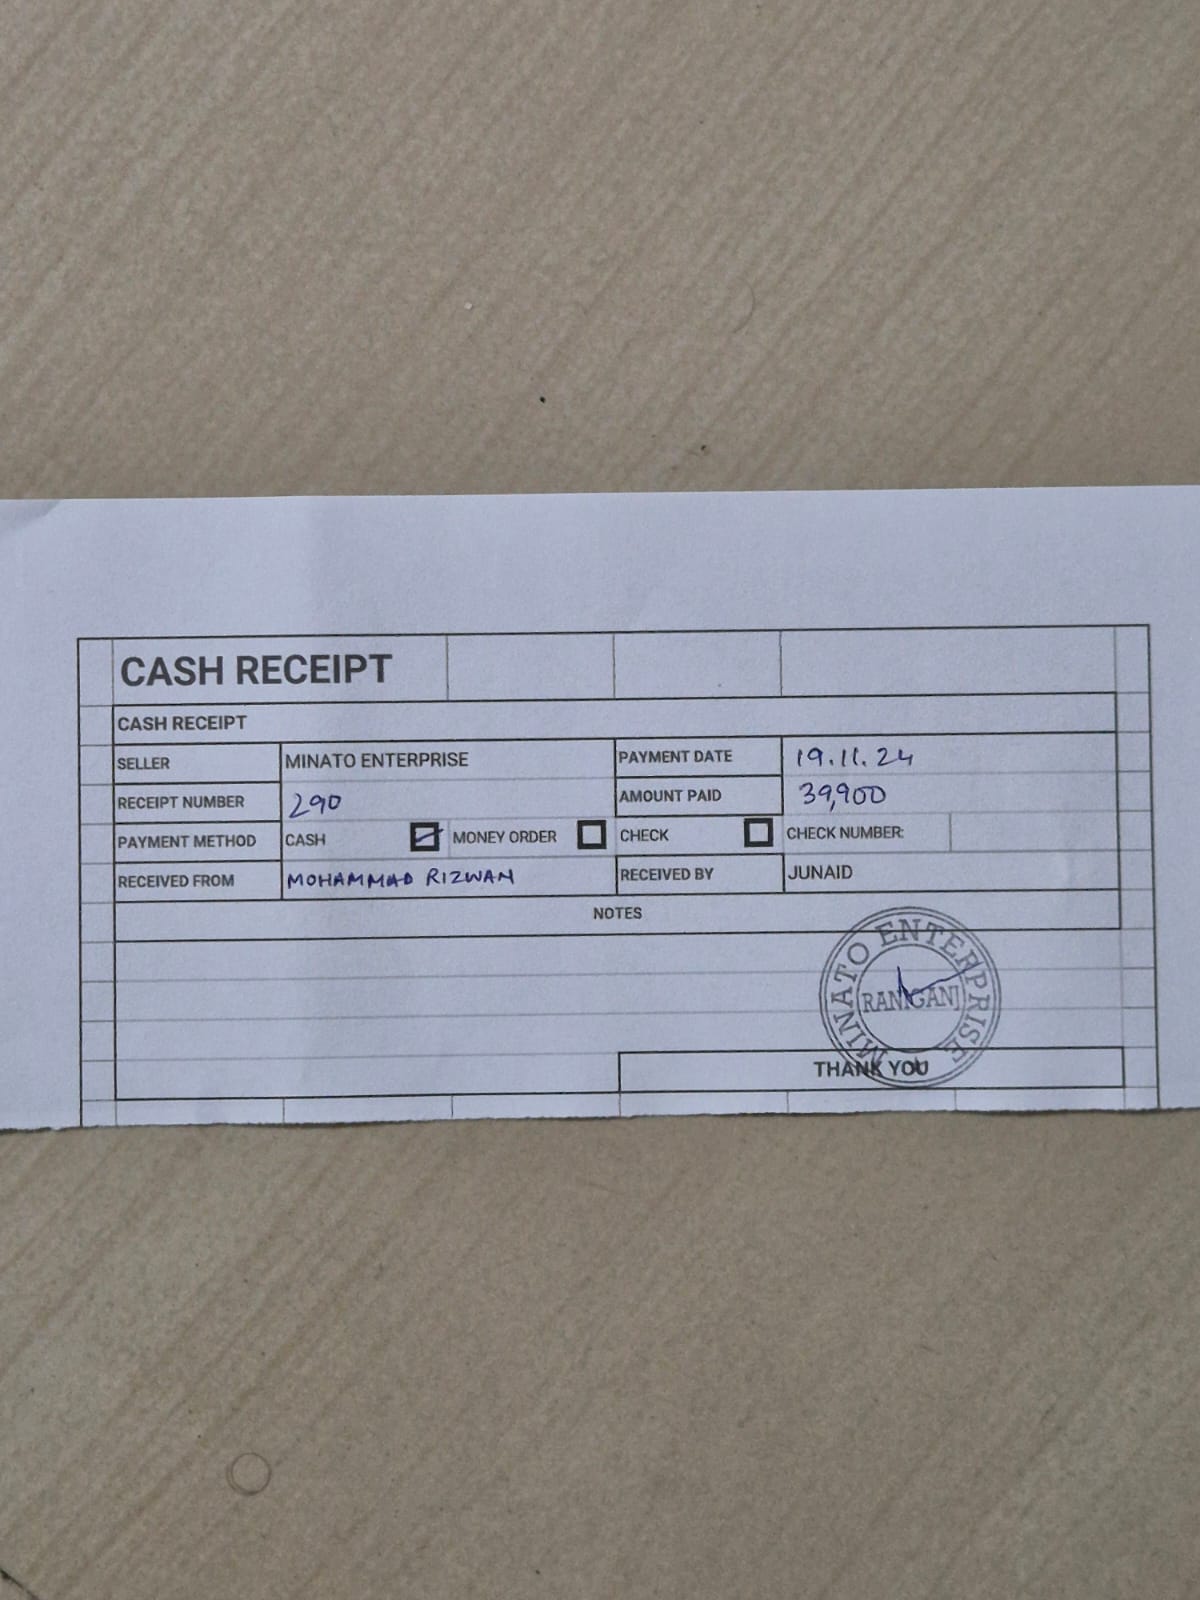 CASH RECEIPT
CASH RECEIPT
SELLER MINATO ENTERPRISE PAYMENT DATE 19.11.24
RECEIPT NUMBER 290 AMOUNT PAID 39,900
PAYMENT METHOD CASH MONEY ORDER CHECK CHECK NUMBER:
RECEIVED FROM MOHAMMAD RIZWAN RECEIVED BY JUNAID
NOTES
MINATO ENTERPRISE
RANIGANJ
THANK YOU